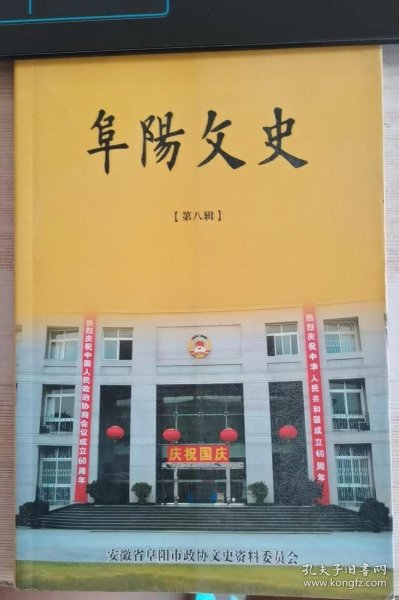 阜陽文史
【第八辑】
热烈庆祝中国人民政治协商会议成立60周年
热烈庆祝中华人民共和国成立60周年
庆祝国庆
安徽省阜阳市政协文史资料委员会
孔夫子旧书网
www.kongfz.com